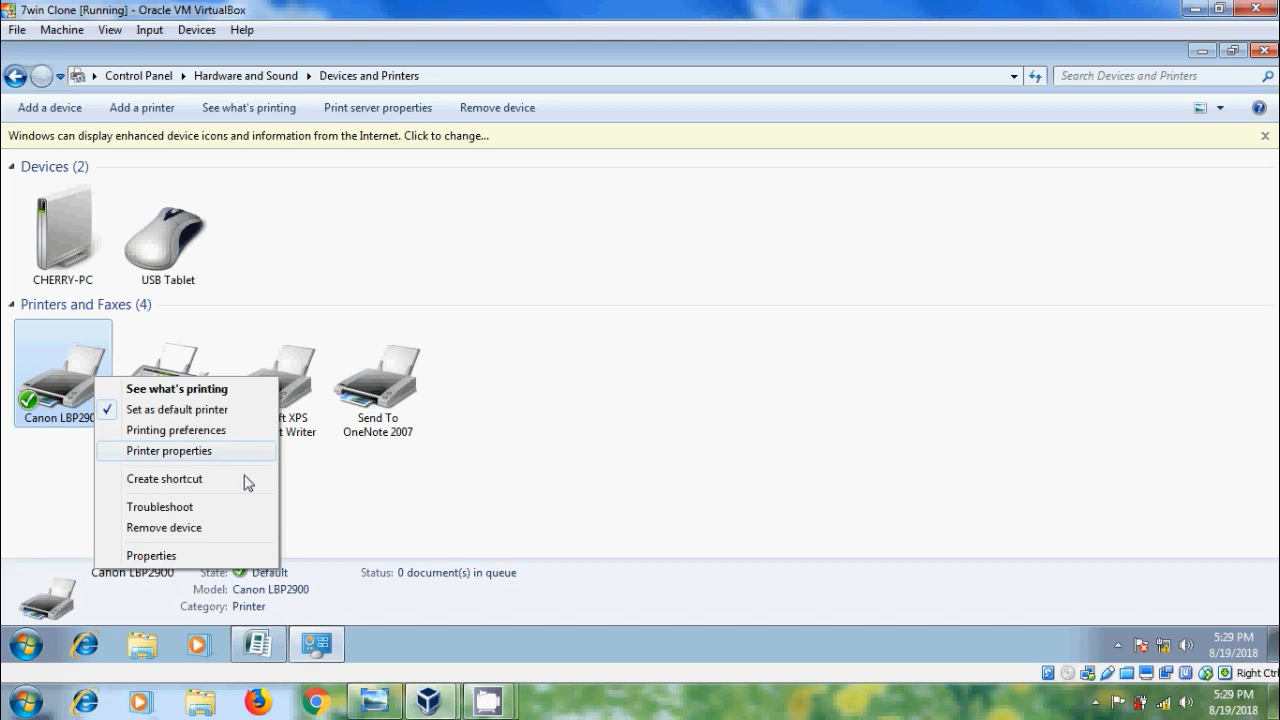 7win Clone [Running] - Oracle VM VirtualBox
File Machine View Input Devices Help
Control Panel Hardware and Sound Devices and Printers
Search Devices and Printers
Add a device Add a printer See what's printing Print server properties Remove device
Windows can display enhanced device icons and information from the Internet. Click to change...
Devices (2)
CHERRY-PC USB Tablet
Printers and Faxes (4)
See what's printing
Set as default printer
Printing preferences
Printer properties
Create shortcut
Troubleshoot
Remove device
Properties
Canon LBP290
ft XPS
t Writer
Send To
OneNote 2007
Canon LBP2900 State: Default Status: 0 document(s) in queue
Model: Canon LBP2900
Category: Printer
5:29 PM
8/19/2018
Right Ctrl
5:29 PM
8/19/2018